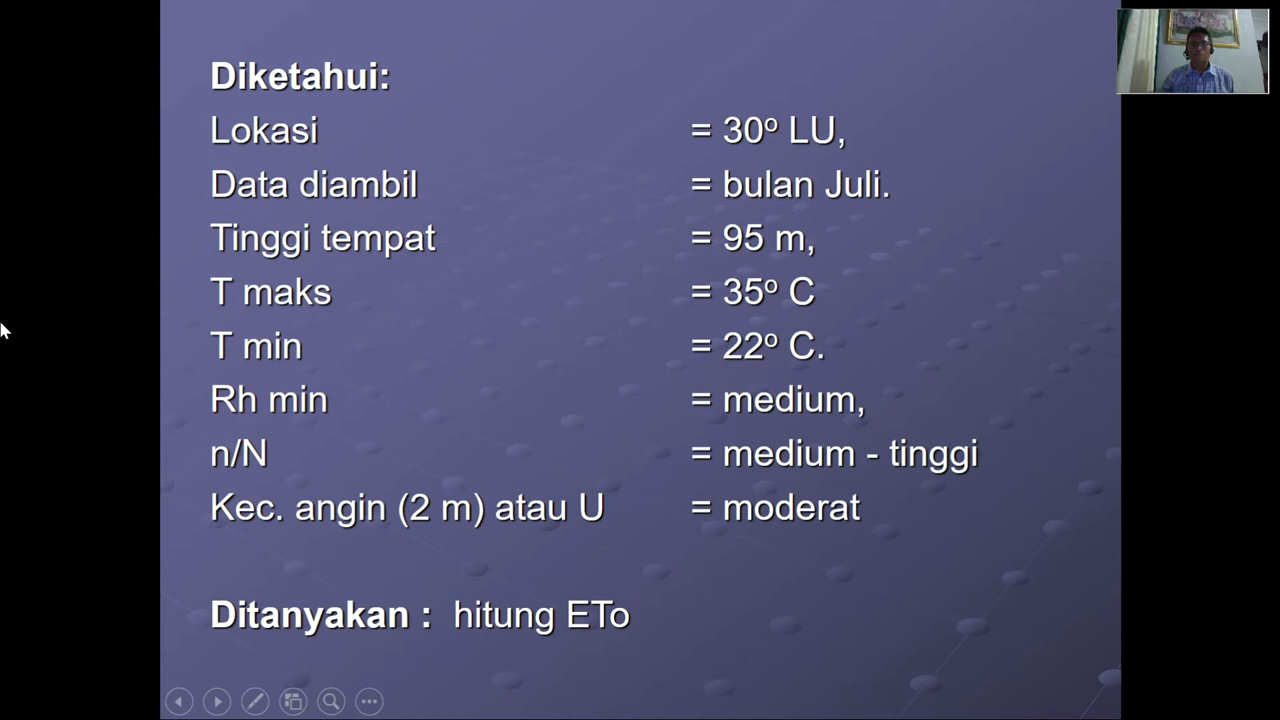 Diketahui:
Lokasi = 30º LU,
Data diambil = bulan Juli.
Tinggi tempat = 95 m,
T maks = 35º C
T min = 22º C.
Rh min = medium,
n/N = medium - tinggi
Kec. angin (2 m) atau U = moderat
Ditanyakan : hitung ETo